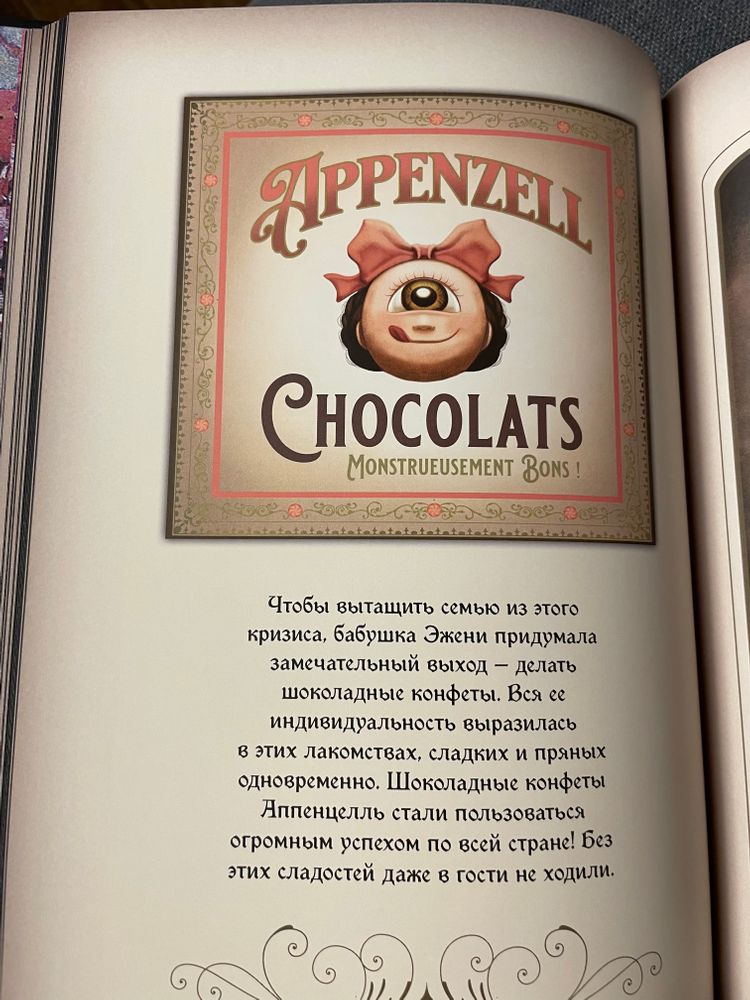 APPENZELL
CHOCOLATS
MONSTRUEUSEMENT BONS !
Чтобы вытащить семью из этого
кризиса, бабушка Эжени придумала
замечательный выход – делать
шоколадные конфеты. Вся ее
индивидуальность выразилась
в этих лакомствах, сладких и пряных
одновременно. Шоколадные конфеты
Аппенцелль стали пользоваться
огромным успехом по всей стране! Без
этих сладостей даже в гости не ходили.